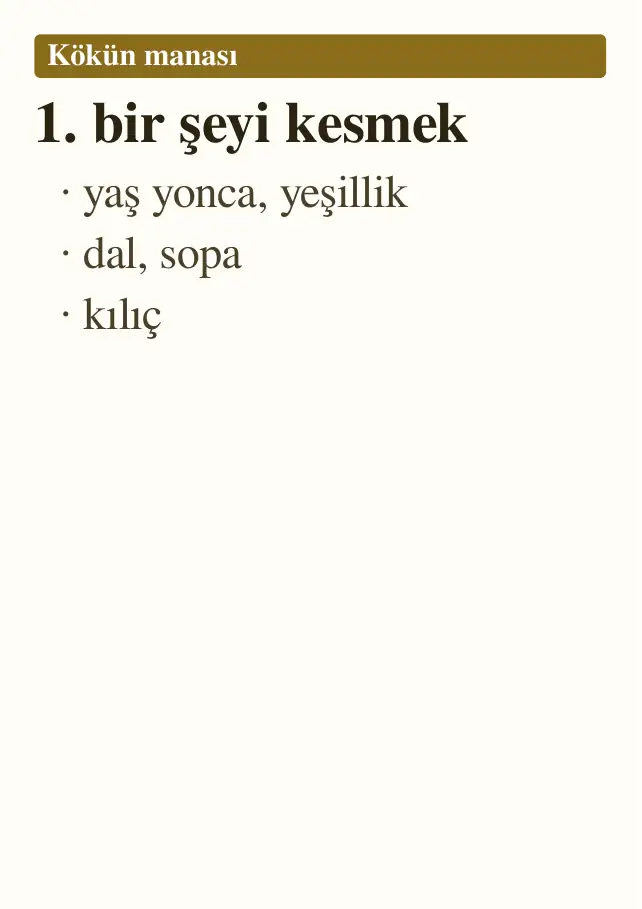 Kökün manası
1. bir şeyi kesmek
· yaş yonca, yeşillik
· dal, sopa
· kılıç